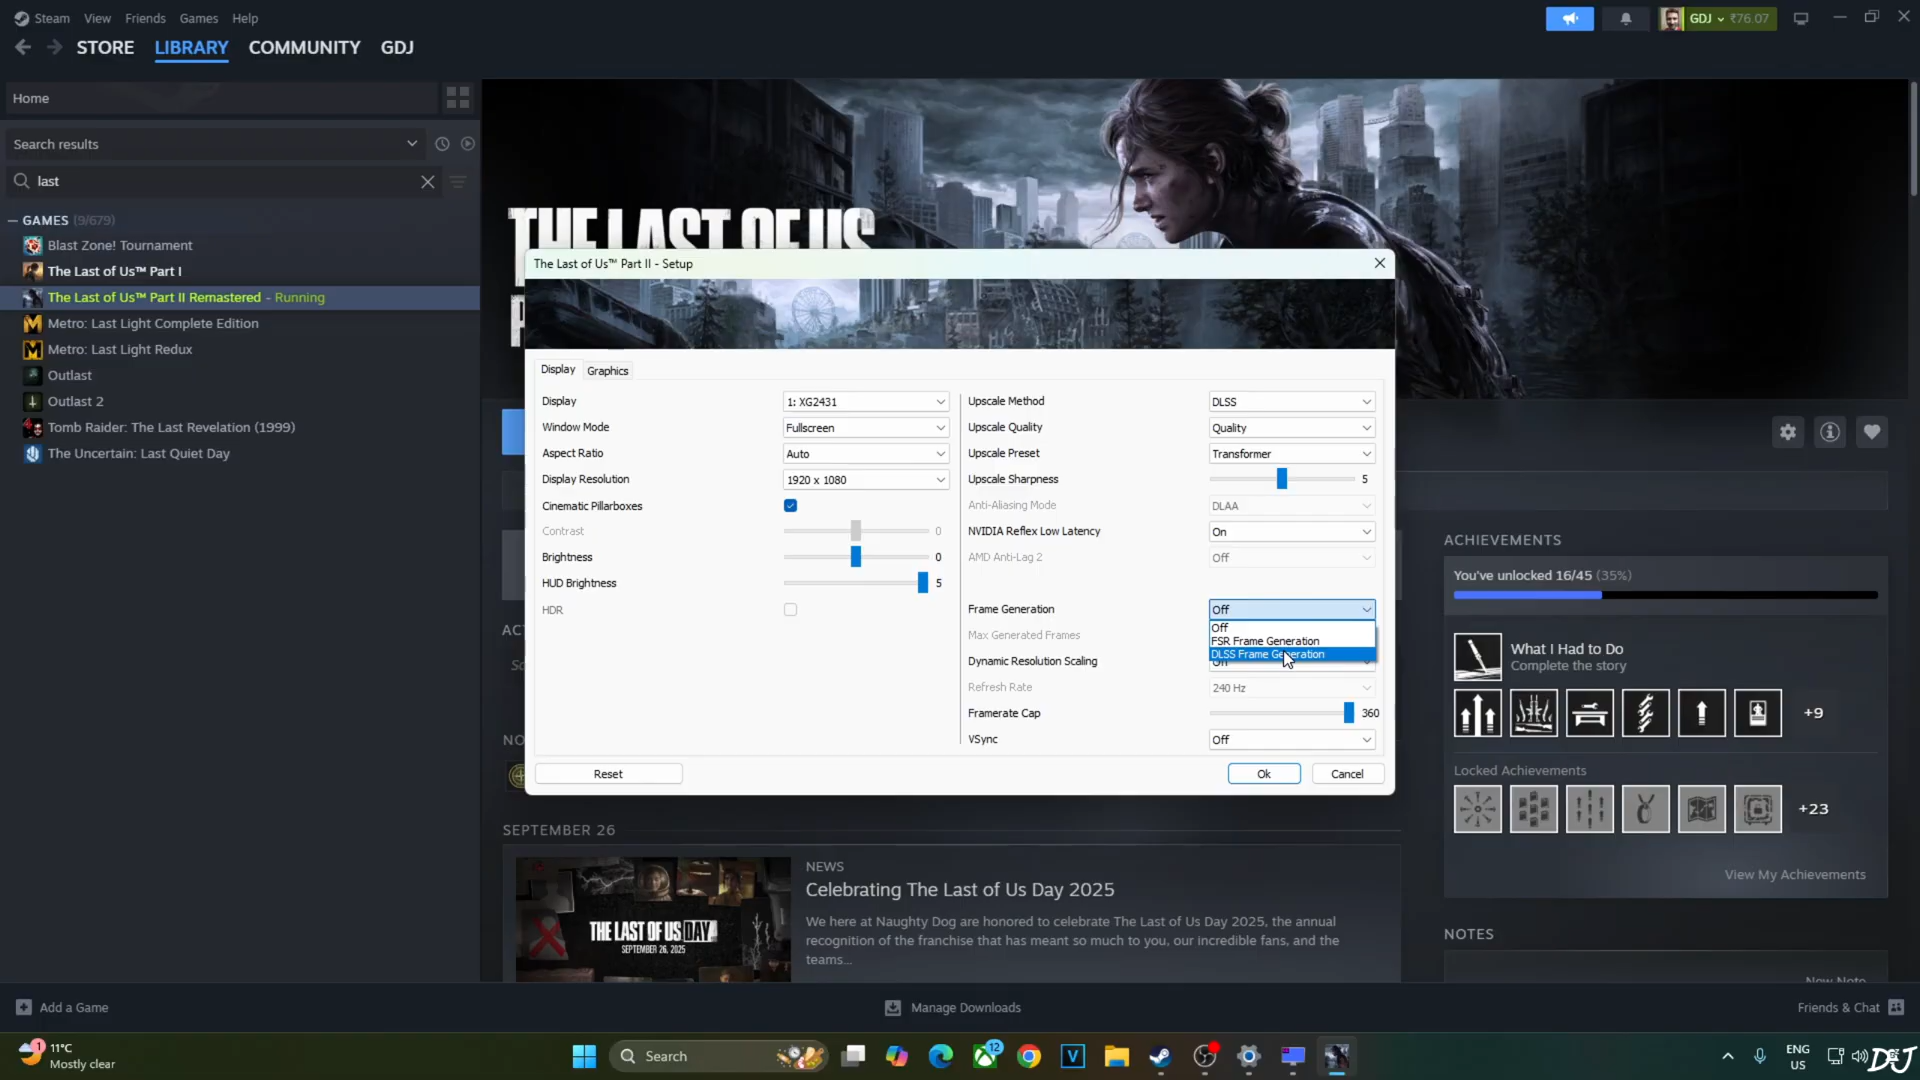 Steam View Friends Games Help
GDJ ₹76.07
STORE LIBRARY COMMUNITY GDJ
Home
Search results
last
GAMES (9/679)
Blast Zone! Tournament
The Last of Us™ Part I
The Last of Us™ Part II Remastered - Running
Metro: Last Light Complete Edition
Metro: Last Light Redux
Outlast
Outlast 2
Tomb Raider: The Last Revelation (1999)
The Uncertain: Last Quiet Day
THE LAST OF US
The Last of Us™ Part II - Setup
Display Graphics
Display 1: XG2431
Window Mode Fullscreen
Aspect Ratio Auto
Display Resolution 1920 x 1080
Cinematic Pillarboxes
Contrast 0
Brightness 0
HUD Brightness 5
HDR
Upscale Method DLSS
Upscale Quality Quality
Upscale Preset Transformer
Upscale Sharpness 5
Anti-Aliasing Mode DLAA
NVIDIA Reflex Low Latency On
AMD Anti-Lag 2 Off
Frame Generation Off
Off
FSR Frame Generation
DLSS Frame Generation
Max Generated Frames
Dynamic Resolution Scaling Off
Refresh Rate 240 Hz
Framerate Cap 360
VSync Off
Reset Ok Cancel
ACHIEVEMENTS
You've unlocked 16/45 (35%)
What I Had to Do
Complete the story
+9
Locked Achievements
+23
View My Achievements
NOTES
New Note
SEPTEMBER 26
NEWS
Celebrating The Last of Us Day 2025
We here at Naughty Dog are honored to celebrate The Last of Us Day 2025, the annual
recognition of the franchise that has meant so much to you, our incredible fans, and the
teams...
THE LAST OF US DAY
SEPTEMBER 26, 2025
Add a Game Manage Downloads Friends & Chat
1
11°C
Mostly clear
Search
12
V
ENG
US
DJ